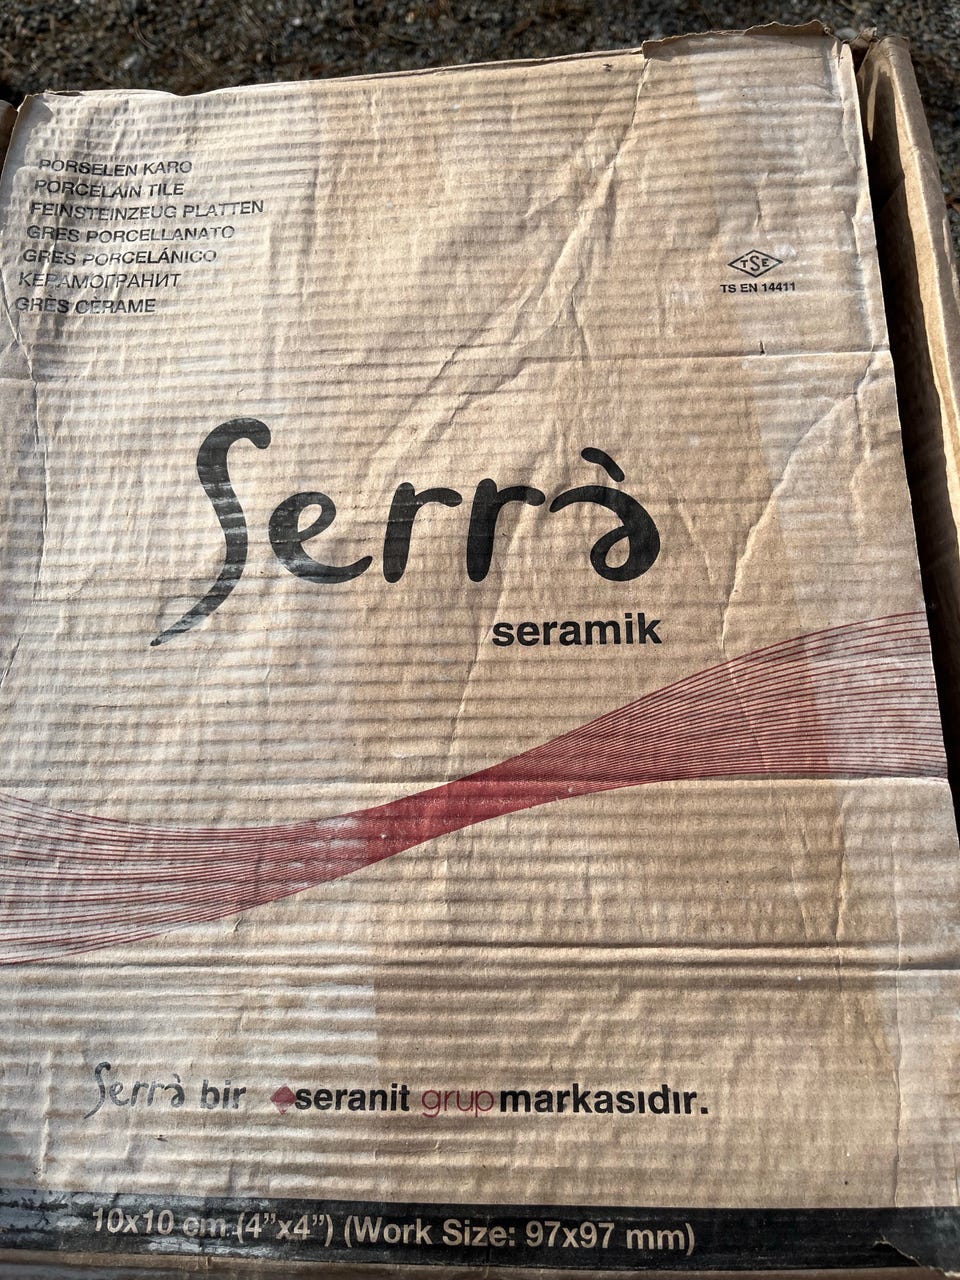 PORSELEN KARO
PORCELAIN TILE
FEINSTEINZEUG PLATTEN
GRES PORCELLANATO
GRES PORCELÁNICO
КЕРАМОГРАНИТ
GRÈS CÈRAME
TSE
TS EN 14411
Serrà
seramik
Serrà bir seranit grup markasıdır.
10x10 cm (4”x4”) (Work Size: 97x97 mm)